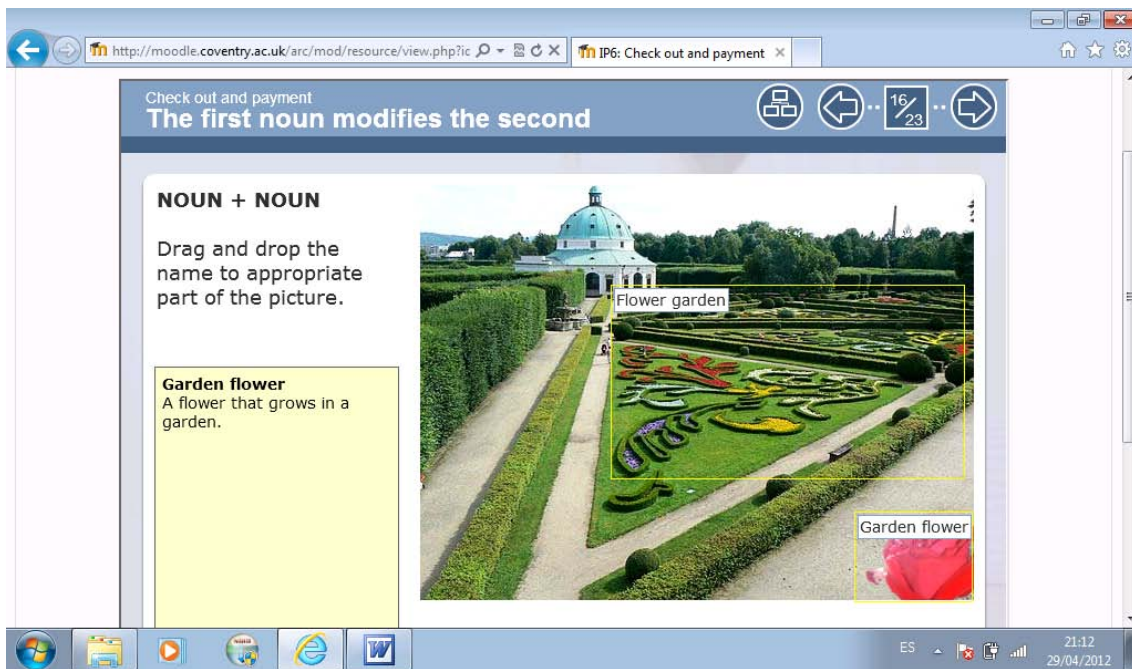 http://moodle.coventry.ac.uk/arc/mod/resource/view.php?ic
IP6: Check out and payment
Check out and payment
The first noun modifies the second
16/23
NOUN + NOUN
Drag and drop the
name to appropriate
part of the picture.
Flower garden
Garden flower
A flower that grows in a
garden.
Garden flower
ES
21:12
29/04/2012